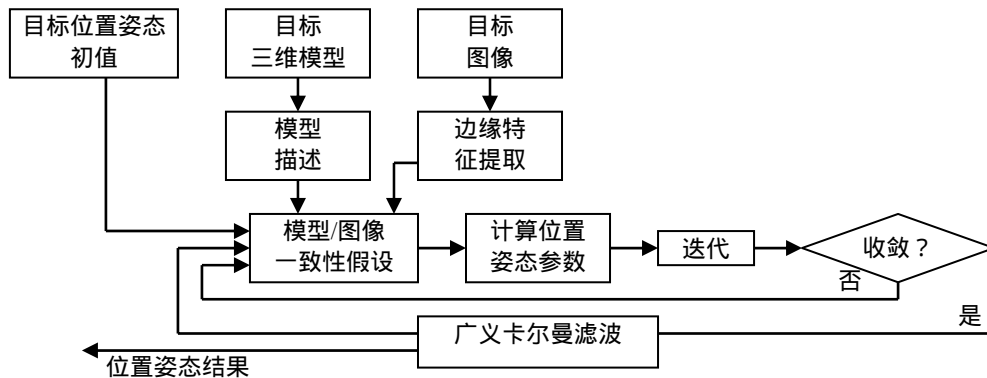 目标位置姿态
初值
目标
三维模型
目标
图像
模型
描述
边缘特
征提取
模型/图像
一致性假设
计算位置
姿态参数
迭代
收敛？
否
是
广义卡尔曼滤波
位置姿态结果